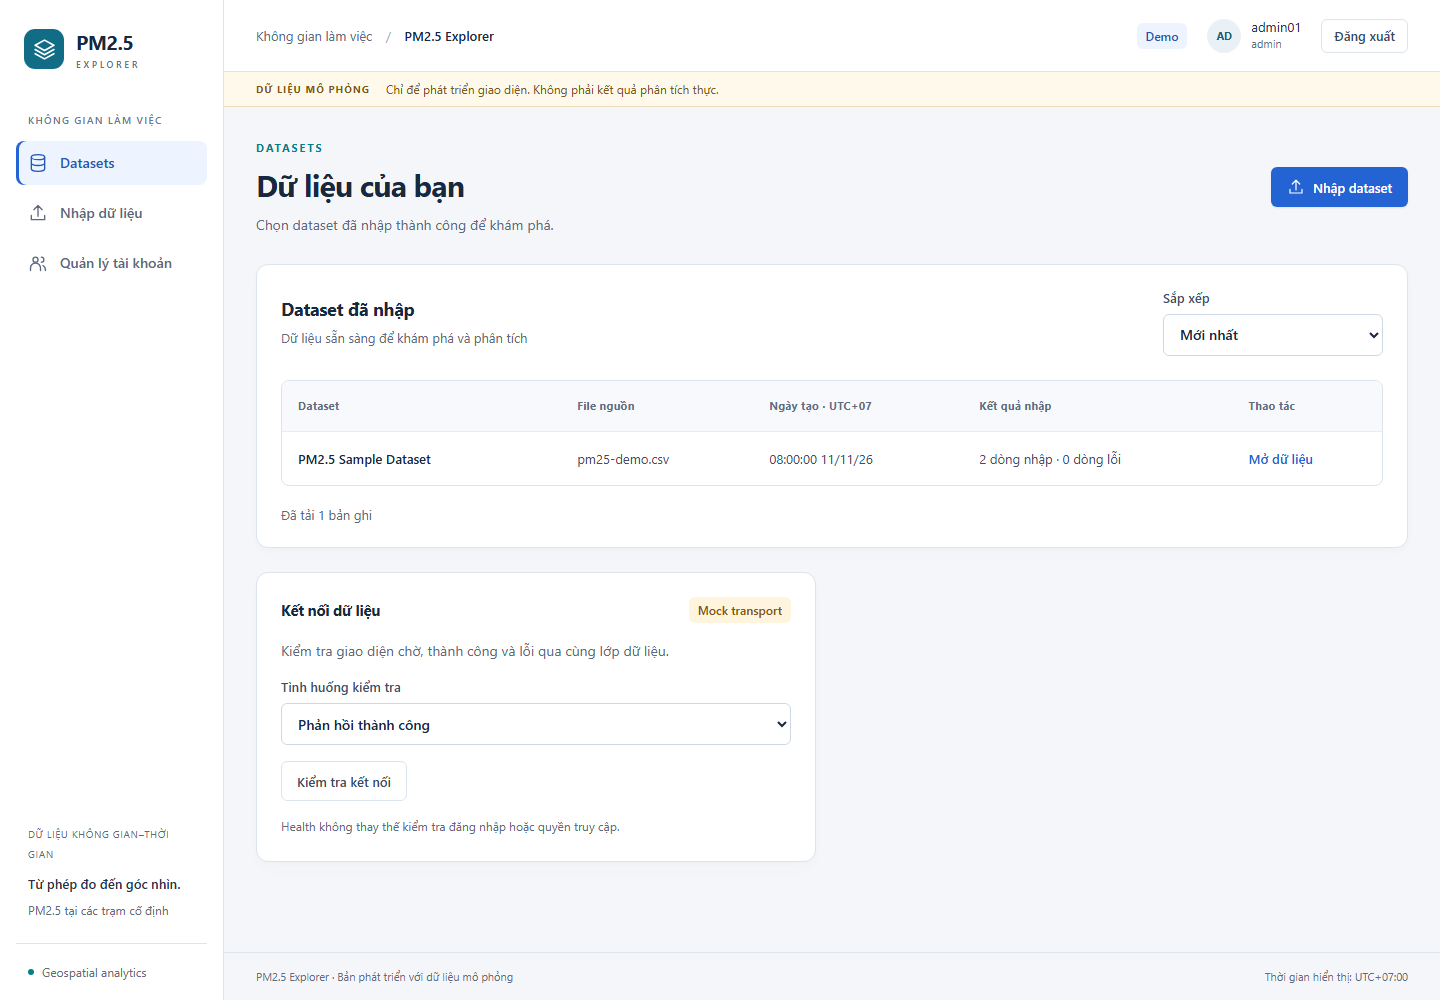 PM2.5
EXPLORER
KHÔNG GIAN LÀM VIỆC
Datasets
Nhập dữ liệu
Quản lý tài khoản
DỮ LIỆU KHÔNG GIAN–THỜI
GIAN
Từ phép đo đến góc nhìn.
PM2.5 tại các trạm cố định
Geospatial analytics
Không gian làm việc / PM2.5 Explorer
Demo
AD
admin01
admin
Đăng xuất
DỮ LIỆU MÔ PHỎNG Chỉ để phát triển giao diện. Không phải kết quả phân tích thực.
DATASETS
Dữ liệu của bạn
Chọn dataset đã nhập thành công để khám phá.
Nhập dataset
Dataset đã nhập
Dữ liệu sẵn sàng để khám phá và phân tích
Sắp xếp
Mới nhất
Dataset File nguồn Ngày tạo · UTC+07 Kết quả nhập Thao tác
PM2.5 Sample Dataset pm25-demo.csv 08:00:00 11/11/26 2 dòng nhập · 0 dòng lỗi Mở dữ liệu
Đã tải 1 bản ghi
Kết nối dữ liệu
Mock transport
Kiểm tra giao diện chờ, thành công và lỗi qua cùng lớp dữ liệu.
Tình huống kiểm tra
Phản hồi thành công
Kiểm tra kết nối
Health không thay thế kiểm tra đăng nhập hoặc quyền truy cập.
PM2.5 Explorer · Bản phát triển với dữ liệu mô phỏng
Thời gian hiển thị: UTC+07:00